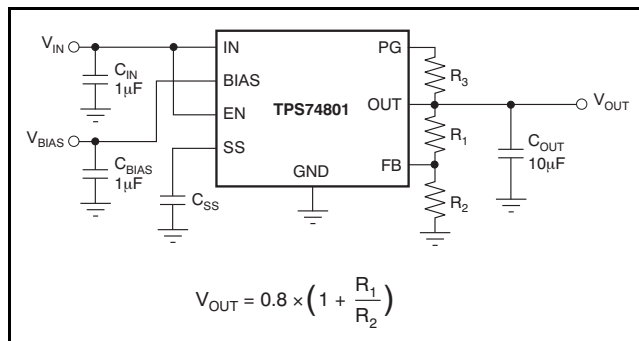 V_IN
C_IN
1μF
V_BIAS
C_BIAS
1μF
C_SS
IN
BIAS
EN
SS
TPS74801
GND
PG
OUT
FB
R_3
R_1
R_2
V_OUT
C_OUT
10μF
V_OUT = 0.8 × (1 + R_1/R_2)